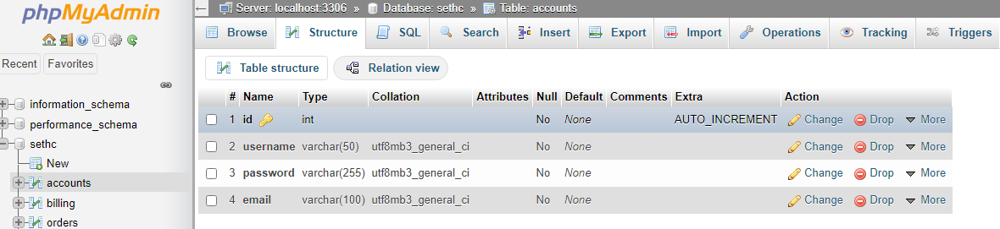 phpMyAdmin
Recent Favorites
information_schema
performance_schema
sethc
New
accounts
billing
orders
Server: localhost:3306 » Database: sethc » Table: accounts
Browse Structure SQL Search Insert Export Import Operations Tracking Triggers
Table structure Relation view
# Name Type Collation Attributes Null Default Comments Extra Action
1 id int No None AUTO_INCREMENT Change Drop More
2 username varchar(50) utf8mb3_general_ci No None Change Drop More
3 password varchar(255) utf8mb3_general_ci No None Change Drop More
4 email varchar(100) utf8mb3_general_ci No None Change Drop More